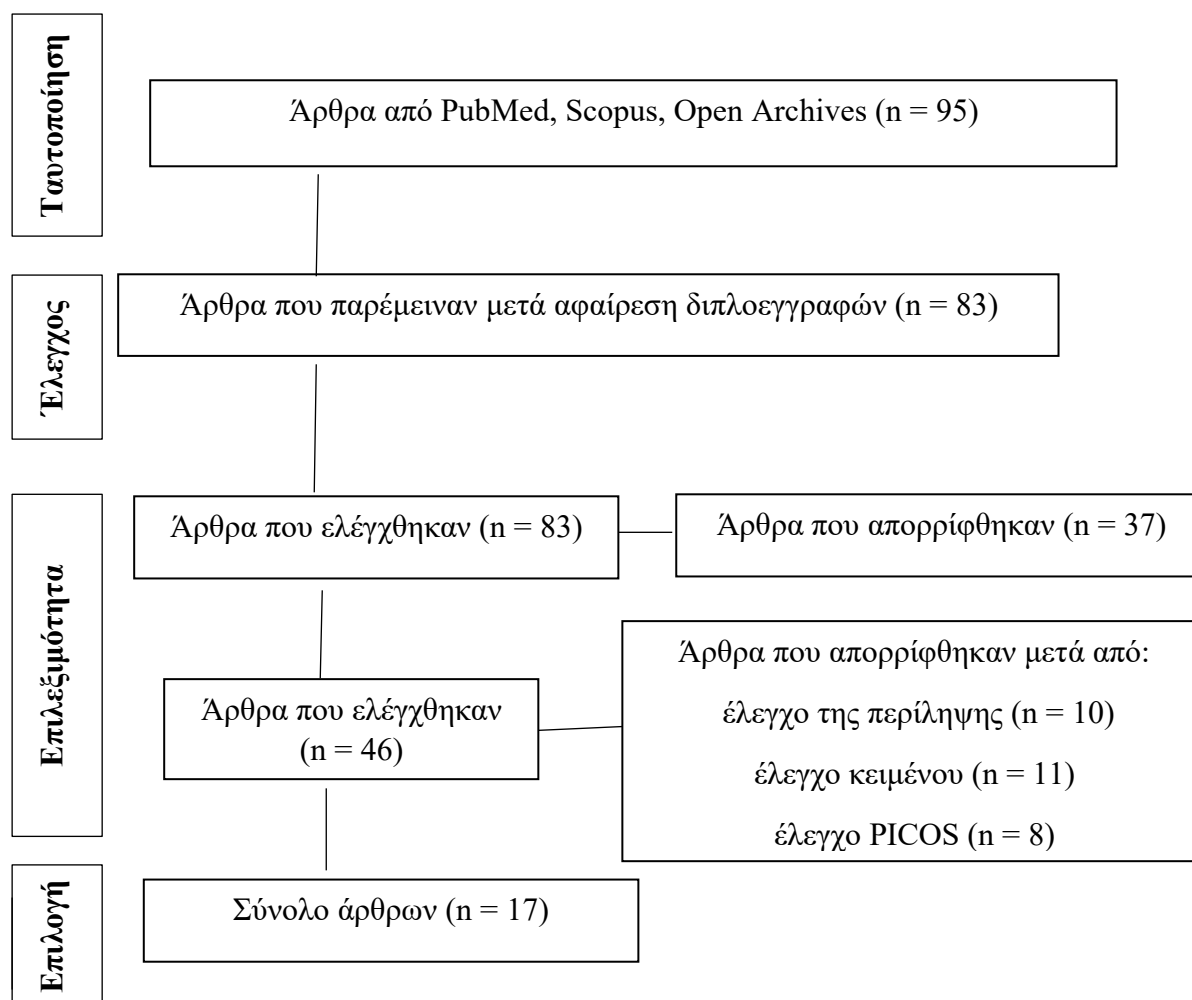 Ταυτοποίηση
Άρθρα από PubMed, Scopus, Open Archives (n = 95)
Έλεγχος
Άρθρα που παρέμειναν μετά αφαίρεση διπλοεγγραφών (n = 83)
Επιλεξιμότητα
Άρθρα που ελέγχθηκαν (n = 83)
Άρθρα που απορρίφθηκαν (n = 37)
Άρθρα που ελέγχθηκαν
(n = 46)
Άρθρα που απορρίφθηκαν μετά από:
έλεγχο της περίληψης (n = 10)
έλεγχο κειμένου (n = 11)
έλεγχο PICOS (n = 8)
Επιλογή
Σύνολο άρθρων (n = 17)